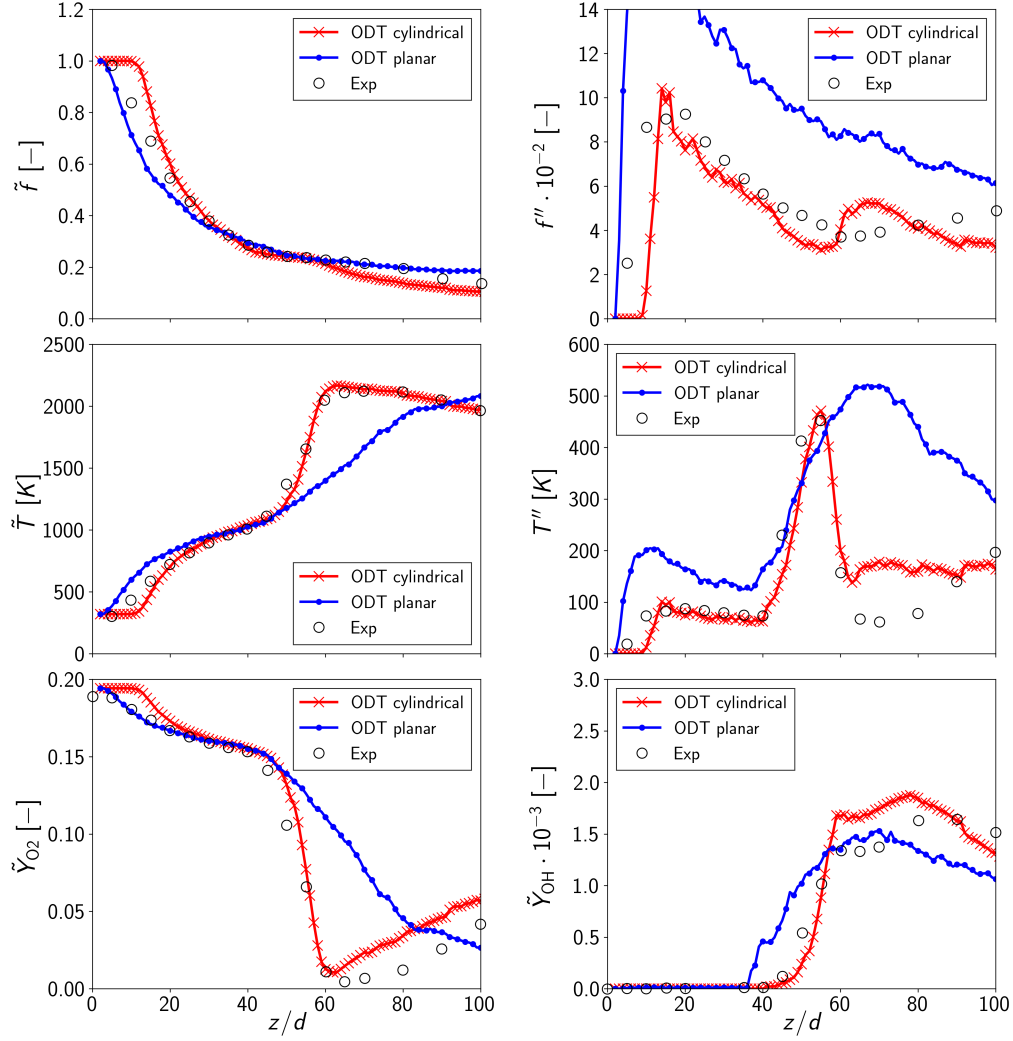 1.2
1.0
0.8
0.6
0.4
0.2
0.0
f̃ [−]
ODT cylindrical
ODT planar
Exp
14
12
10
8
6
4
2
0
f′′ · 10⁻² [−]
ODT cylindrical
ODT planar
Exp
2500
2000
1500
1000
500
0
T̃ [K]
ODT cylindrical
ODT planar
Exp
600
500
400
300
200
100
0
T′′ [K]
ODT cylindrical
ODT planar
Exp
0.20
0.15
0.10
0.05
0.00
Ỹ_O2 [−]
ODT cylindrical
ODT planar
Exp
0 20 40 60 80 100
z/d
3.0
2.5
2.0
1.5
1.0
0.5
0.0
Ỹ_OH · 10⁻³ [−]
ODT cylindrical
ODT planar
Exp
0 20 40 60 80 100
z/d